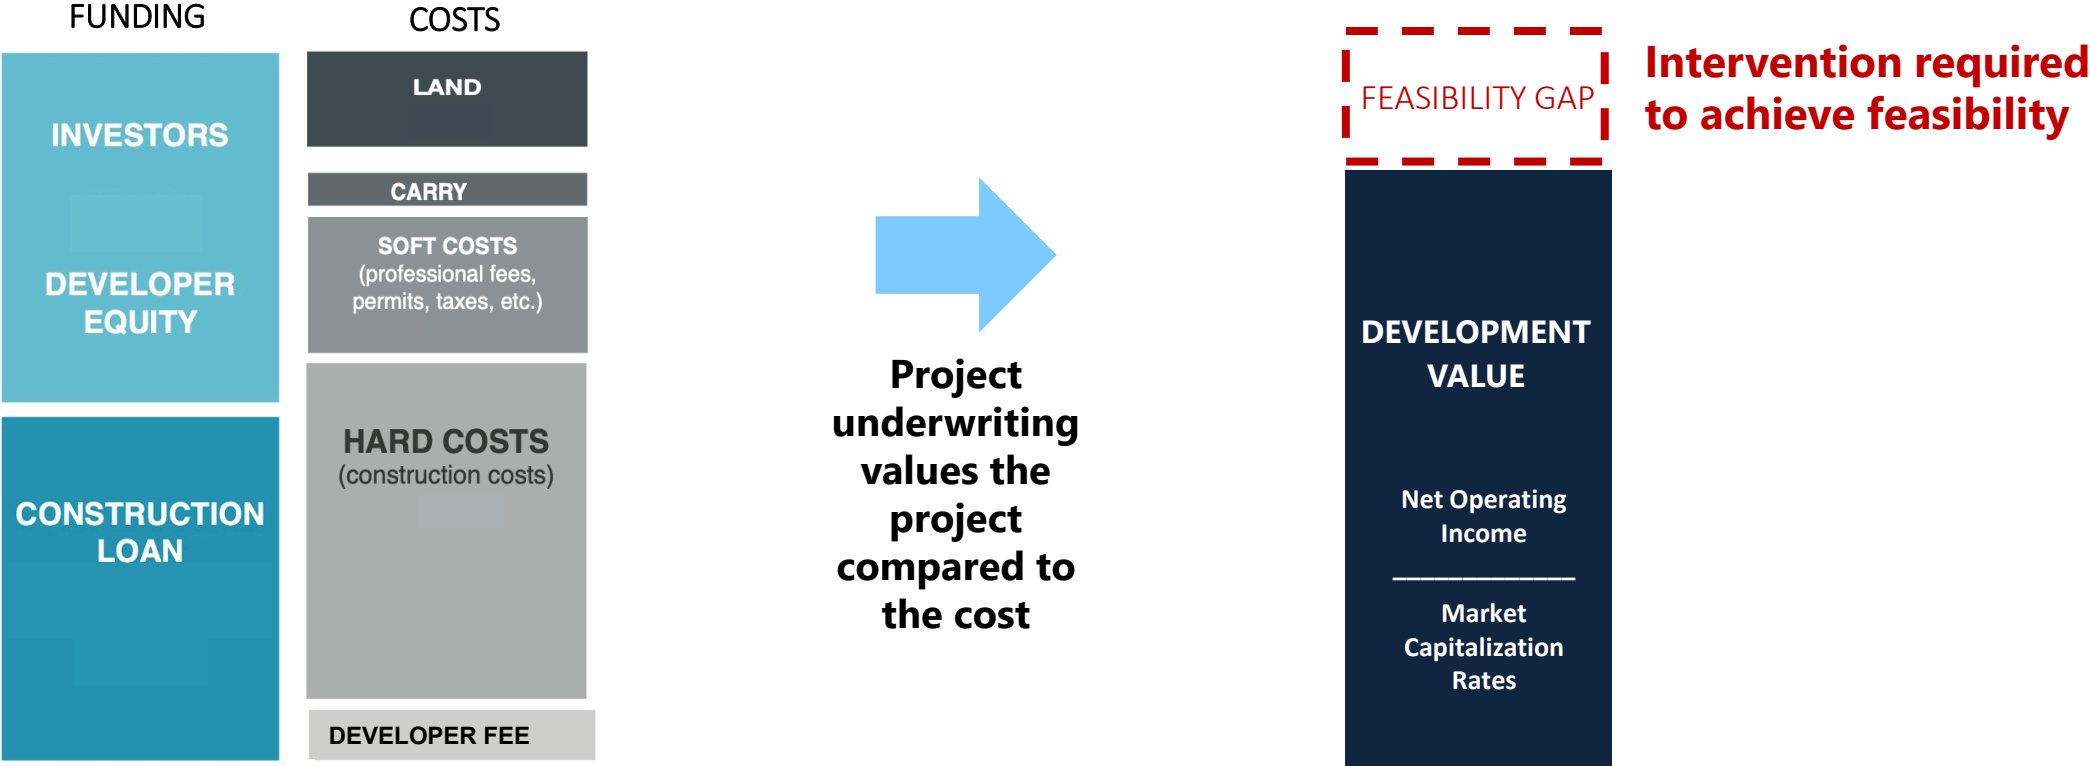 FUNDING
COSTS
INVESTORS
DEVELOPER
EQUITY
CONSTRUCTION
LOAN
LAND
CARRY
SOFT COSTS
(professional fees,
permits, taxes, etc.)
HARD COSTS
(construction costs)
DEVELOPER FEE
Project
underwriting
values the
project
compared to
the cost
FEASIBILITY GAP
DEVELOPMENT
VALUE
Net Operating
Income
Market
Capitalization
Rates
Intervention required
to achieve feasibility